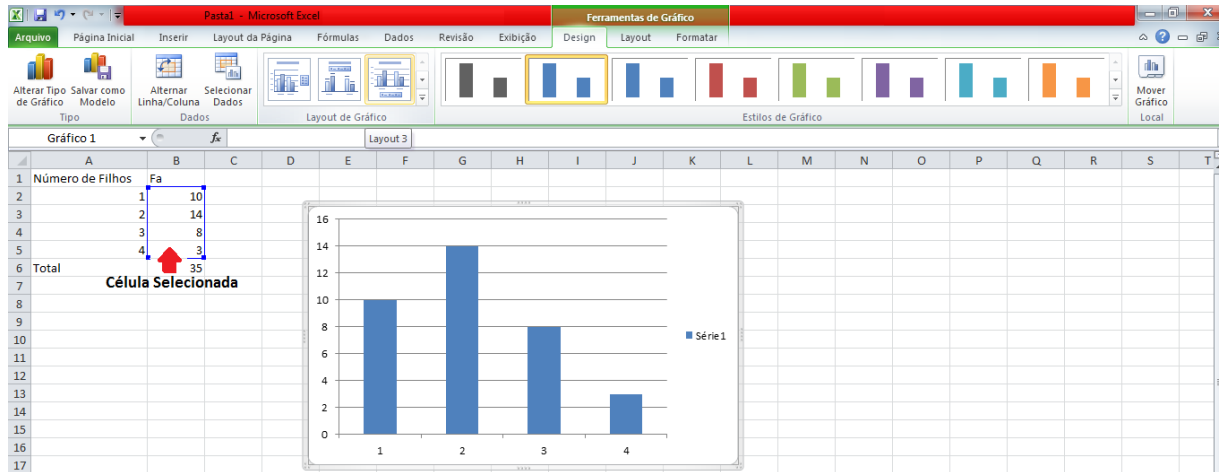 Pasta1 - Microsoft Excel
Ferramentas de Gráfico
Arquivo Página Inicial Inserir Layout da Página Fórmulas Dados Revisão Exibição Design Layout Formatar
Alterar Tipo de Gráfico
Salvar como Modelo
Alternar Linha/Coluna
Selecionar Dados
Mover Gráfico
Tipo Dados Layout de Gráfico Estilos de Gráfico Local
Gráfico 1 fx
Layout 3
A B C D E F G H I J K L M N O P Q R S T
1 Número de Filhos Fa
2 1 10
3 2 14
4 3 8
5 4 3
6 Total 35
7 Célula Selecionada
8
9
10
11
12
13
14
15
16
17
16
14
12
10
8
6
4
2
0
1 2 3 4
Série1